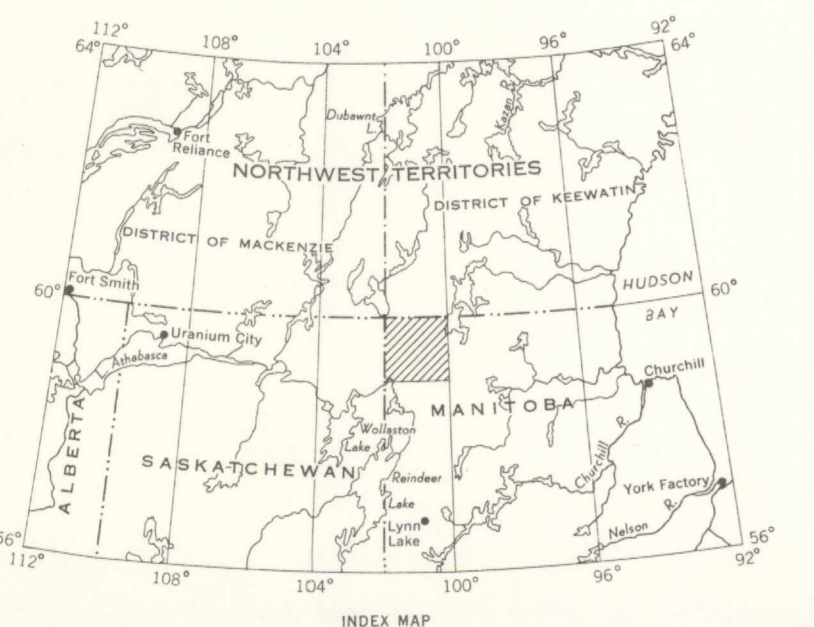 112°
108°
104°
100°
96°
92°
64°
64°
Dubawnt
L.
Kazan R.
Fort
Reliance
NORTHWEST TERRITORIES
DISTRICT OF KEEWATIN
DISTRICT OF MACKENZIE
Fort Smith
60°
HUDSON
60°
BAY
Uranium City
Athabasca
Churchill
MANITOBA
ALBERTA
Wollaston
Lake
SASKATCHEWAN
Churchill R.
Reindeer
Lake
York Factory
Lynn
Lake
Nelson R.
56°
56°
112°
108°
104°
100°
96°
92°
INDEX MAP